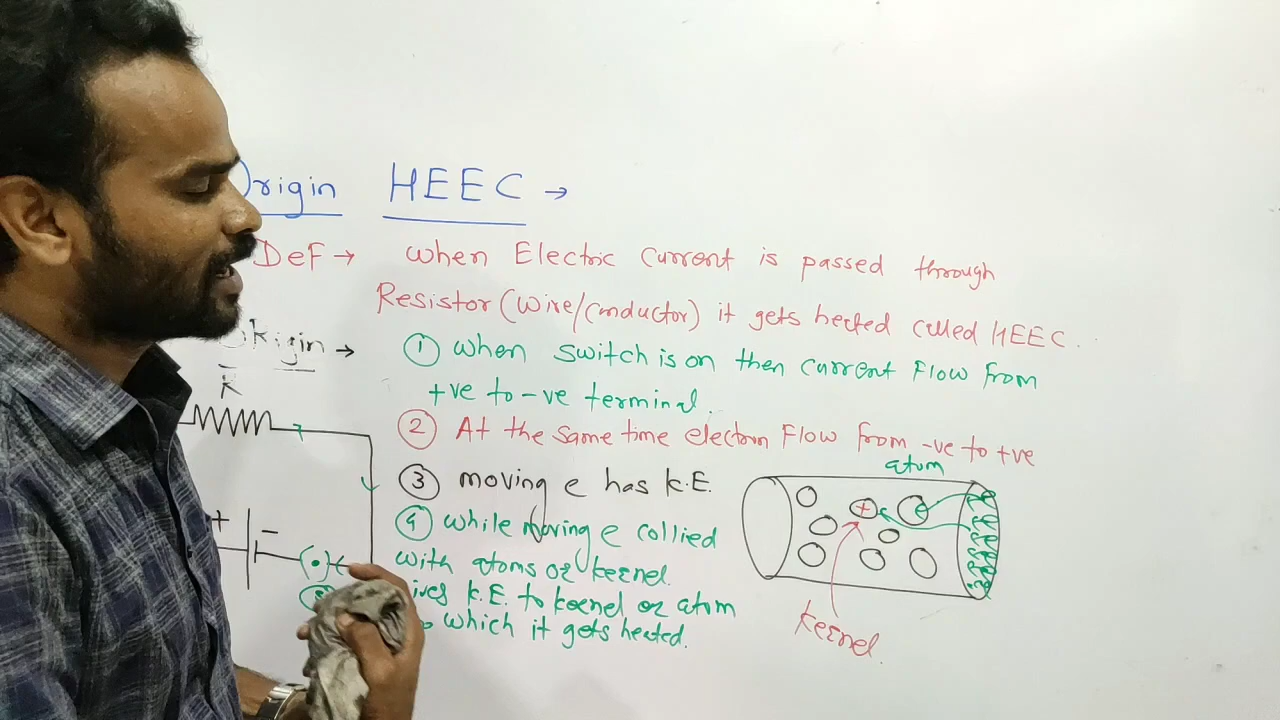 Origin HEEC →
DeF → when Electric current is passed through
Resistor (wire/conductor) it gets heated called HEEC.
Origin →
① when switch is on then current Flow from
+ve to -ve terminal.
R
② At the same time electron Flow from -ve to +ve
atom
③ moving e has k.E.
④ while moving e collied
with atoms or kernel.
+ -
k.E. to kernel or atom
which it gets heated.
+
kernel.